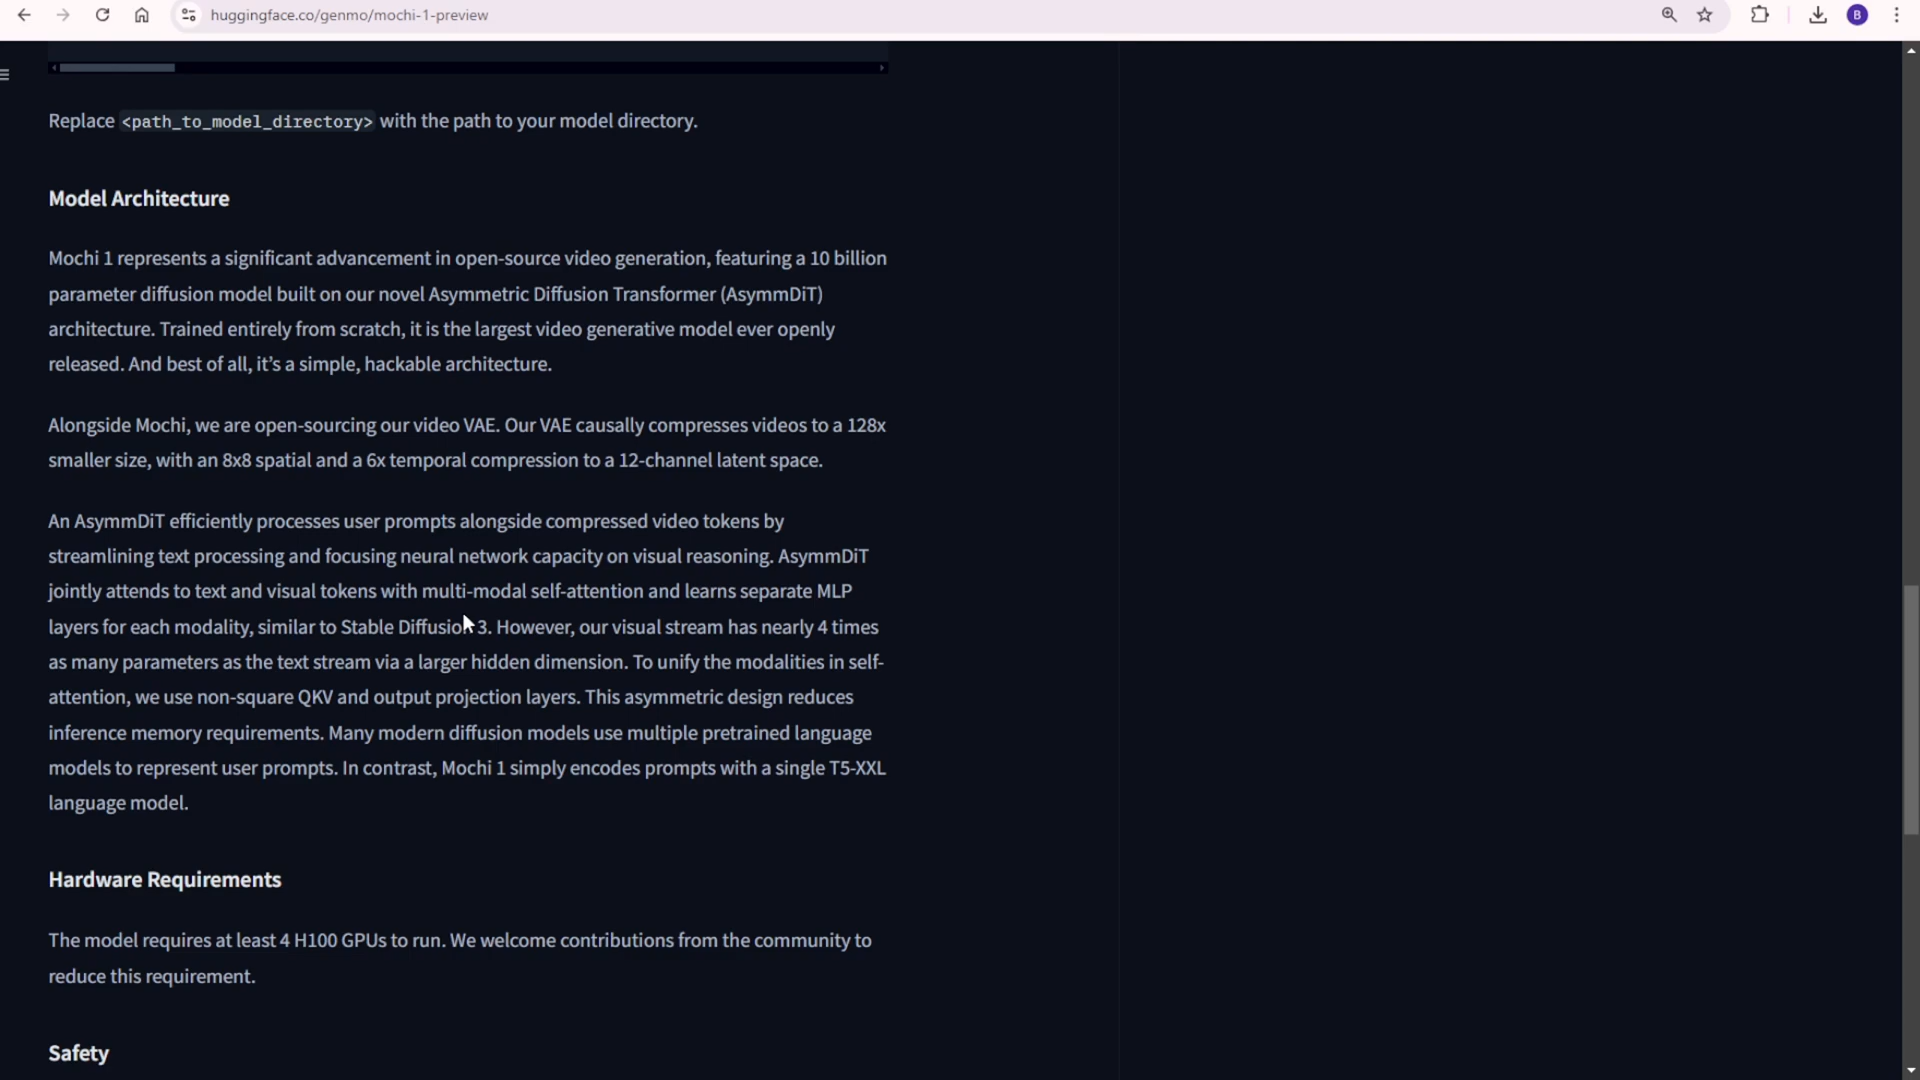 huggingface.co/genmo/mochi-1-preview
B
Replace <path_to_model_directory> with the path to your model directory.
Model Architecture
Mochi 1 represents a significant advancement in open-source video generation, featuring a 10 billion
parameter diffusion model built on our novel Asymmetric Diffusion Transformer (AsymmDiT)
architecture. Trained entirely from scratch, it is the largest video generative model ever openly
released. And best of all, it's a simple, hackable architecture.
Alongside Mochi, we are open-sourcing our video VAE. Our VAE causally compresses videos to a 128x
smaller size, with an 8x8 spatial and a 6x temporal compression to a 12-channel latent space.
An AsymmDiT efficiently processes user prompts alongside compressed video tokens by
streamlining text processing and focusing neural network capacity on visual reasoning. AsymmDiT
jointly attends to text and visual tokens with multi-modal self-attention and learns separate MLP
layers for each modality, similar to Stable Diffusion 3. However, our visual stream has nearly 4 times
as many parameters as the text stream via a larger hidden dimension. To unify the modalities in self-
attention, we use non-square QKV and output projection layers. This asymmetric design reduces
inference memory requirements. Many modern diffusion models use multiple pretrained language
models to represent user prompts. In contrast, Mochi 1 simply encodes prompts with a single T5-XXL
language model.
Hardware Requirements
The model requires at least 4 H100 GPUs to run. We welcome contributions from the community to
reduce this requirement.
Safety